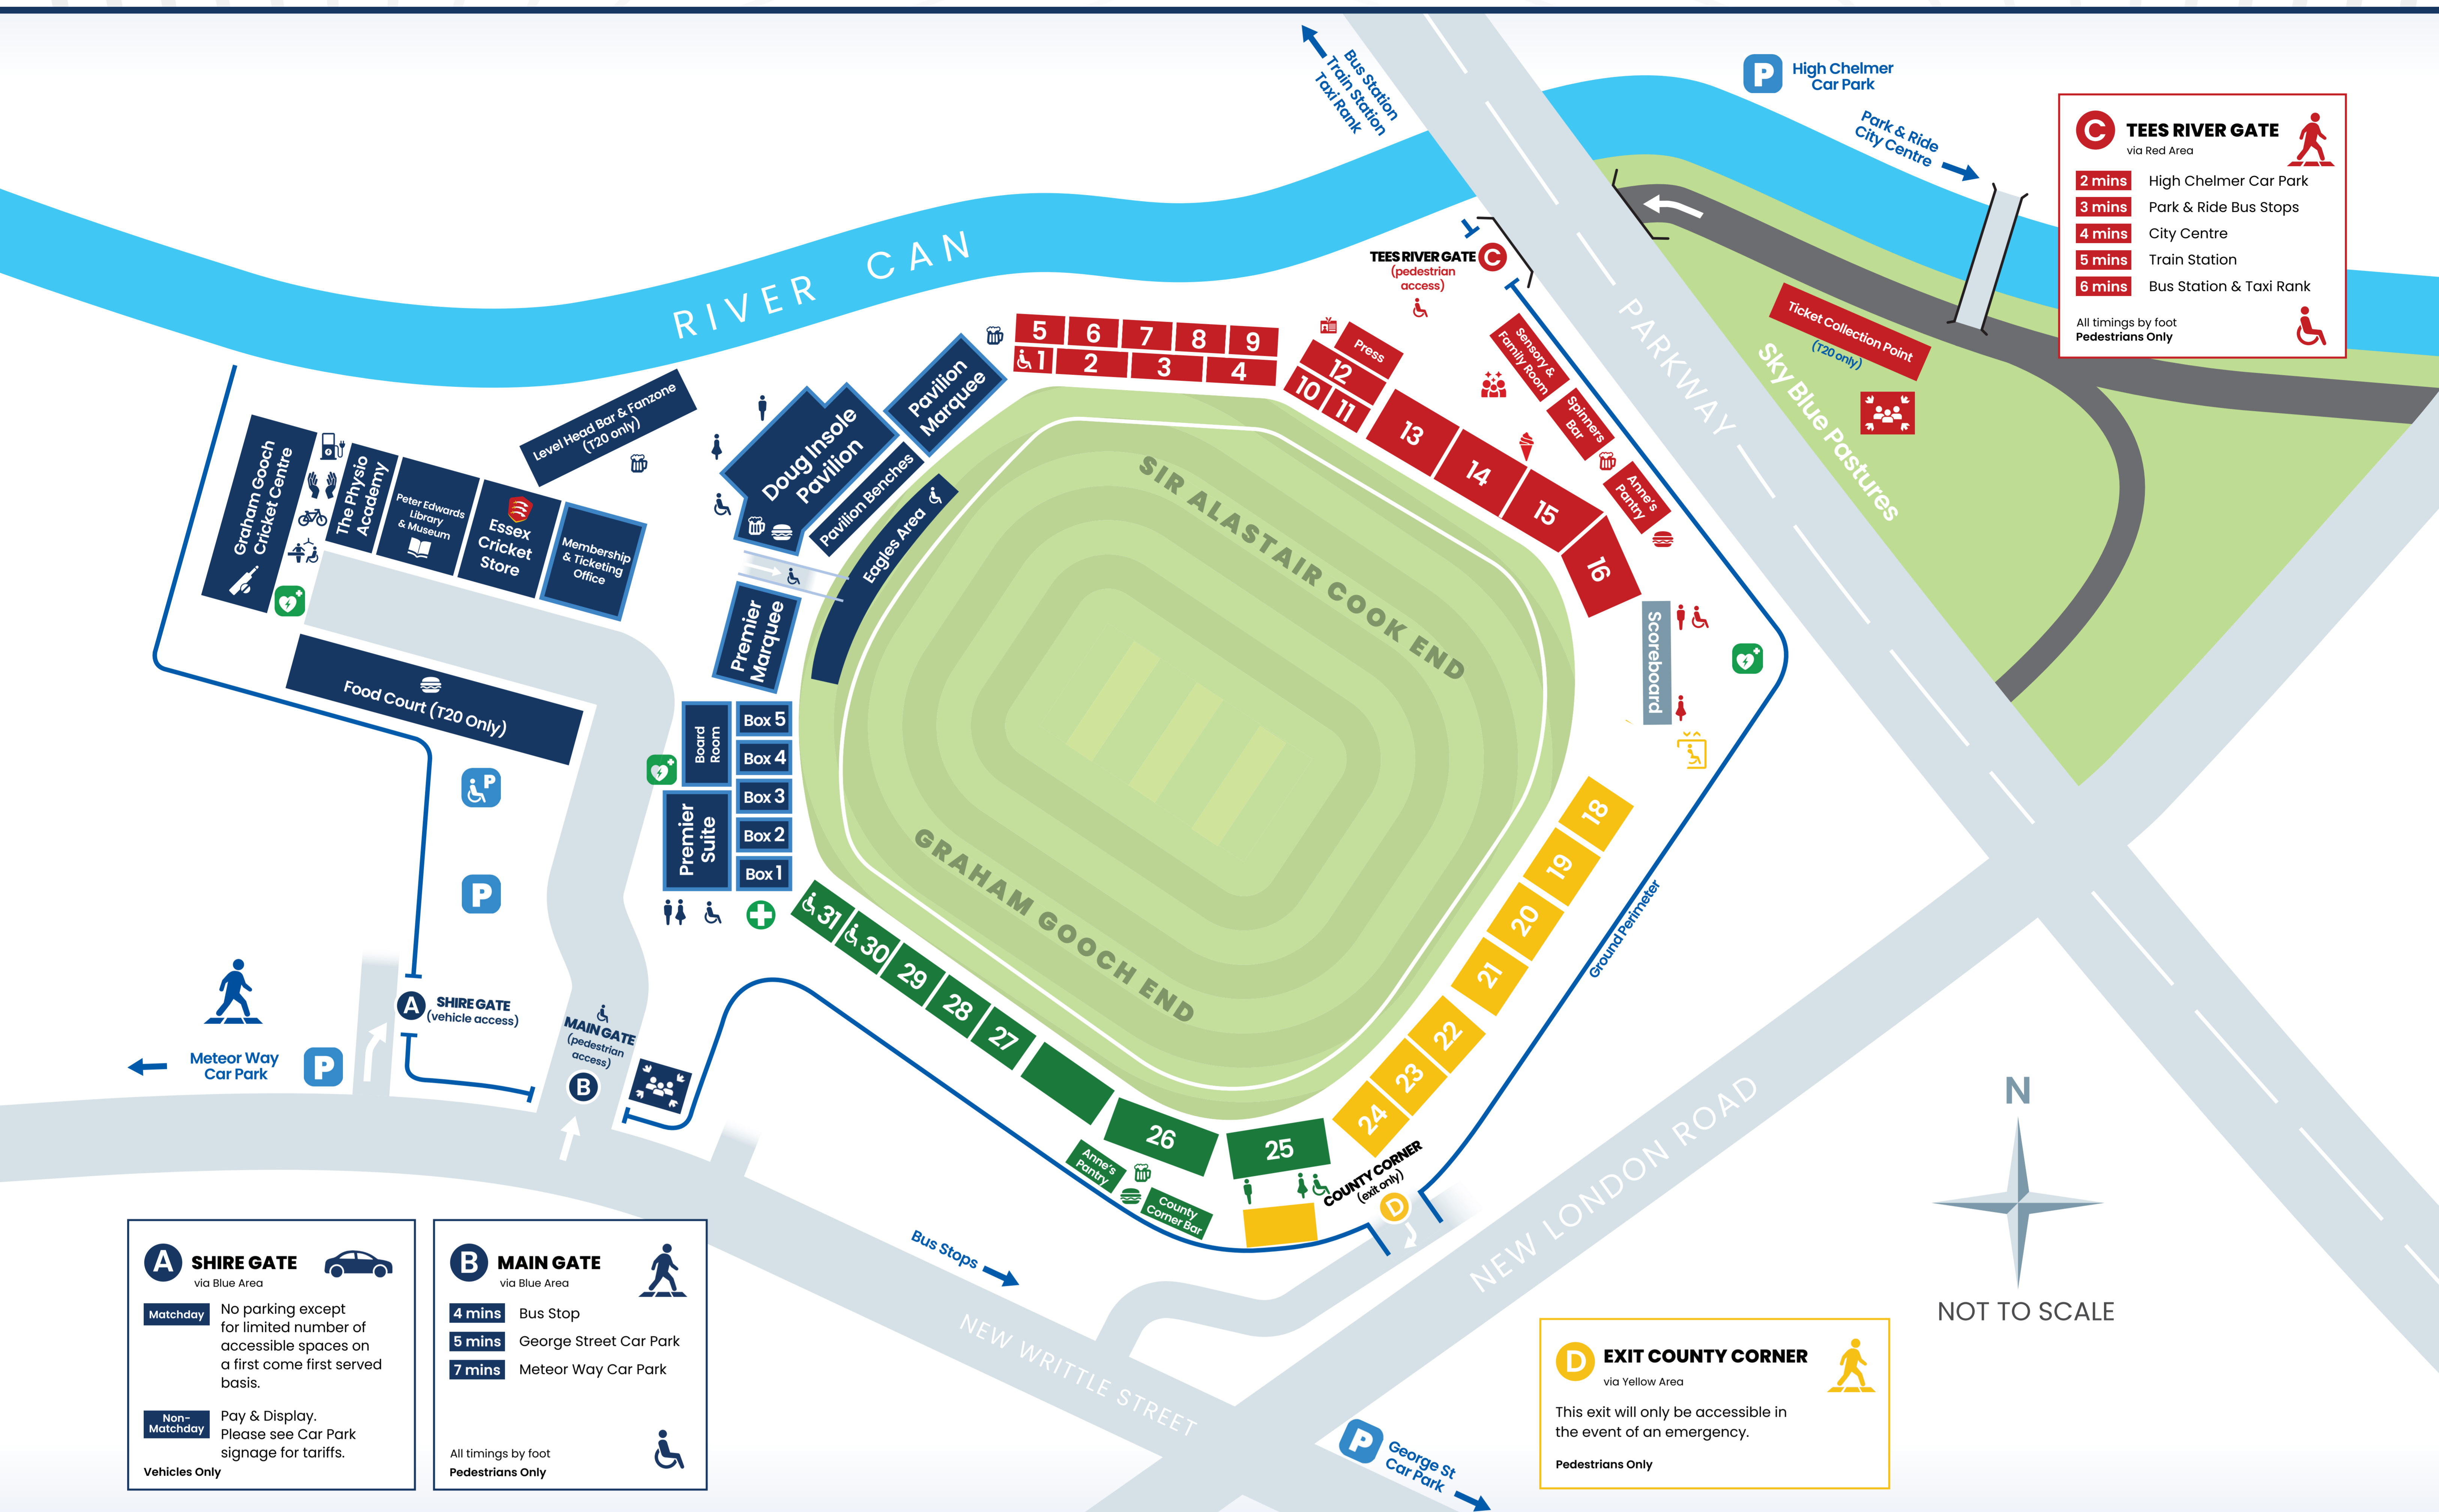 Bus Station
Train Station
Taxi Rank
P
High Chelmer
Car Park
Park & Ride
City Centre
C
TEES RIVER GATE
via Red Area
2 mins
High Chelmer Car Park
3 mins
Park & Ride Bus Stops
4 mins
City Centre
5 mins
Train Station
6 mins
Bus Station & Taxi Rank
All timings by foot
Pedestrians Only
RIVER CAN
TEES RIVER GATE
C
(pedestrian
access)
PARKWAY
Sky Blue Pastures
Ticket Collection Point
(T20 only)
5
6
7
8
9
1
2
3
4
Press
12
10
11
13
14
15
16
Sensory &
Family Room
Spinners
Bar
Anne's
Pantry
Scoreboard
Pavilion
Marquee
Doug Insole
Pavilion
Pavilion Benches
Eagles Area
Level Head Bar & Fanzone
(T20 only)
Graham Gooch
Cricket Centre
The Physio
Academy
Peter Edwards
Library
& Museum
Essex
Cricket
Store
Membership
& Ticketing
Office
Food Court (T20 Only)
Premier
Marquee
Board
Room
Premier
Suite
Box 5
Box 4
Box 3
Box 2
Box 1
SIR ALASTAIR COOK END
GRAHAM GOOCH END
P
P
18
19
20
21
22
23
24
Ground Perimeter
31
30
29
28
27
26
25
Anne's
Pantry
County
Corner Bar
COUNTY CORNER
(exit only)
D
A
SHIRE GATE
(vehicle access)
MAIN GATE
(pedestrian
access)
B
Meteor Way
Car Park
P
Bus Stops
NEW WRITTLE STREET
NEW LONDON ROAD
P
George St
Car Park
N
NOT TO SCALE
A
SHIRE GATE
via Blue Area
Matchday
No parking except
for limited number of
accessible spaces on
a first come first served
basis.
Non-
Matchday
Pay & Display.
Please see Car Park
signage for tariffs.
Vehicles Only
B
MAIN GATE
via Blue Area
4 mins
Bus Stop
5 mins
George Street Car Park
7 mins
Meteor Way Car Park
All timings by foot
Pedestrians Only
D
EXIT COUNTY CORNER
via Yellow Area
This exit will only be accessible in
the event of an emergency.
Pedestrians Only